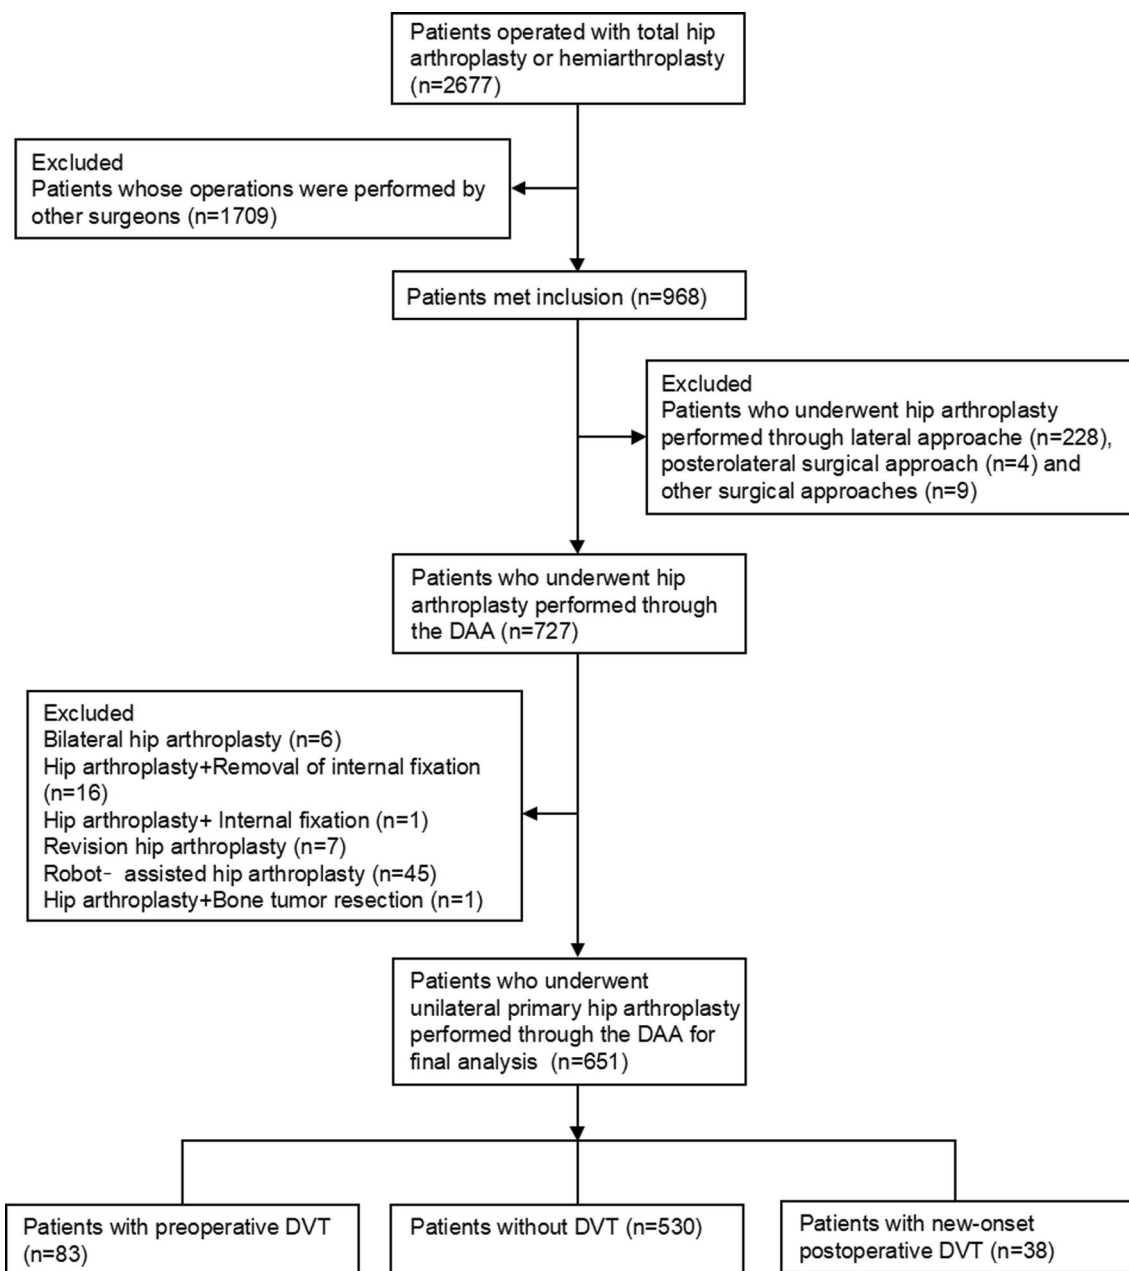 Patients operated with total hip
arthroplasty or hemiarthroplasty
(n=2677)
Excluded
Patients whose operations were performed by
other surgeons (n=1709)
Patients met inclusion (n=968)
Excluded
Patients who underwent hip arthroplasty
performed through lateral approache (n=228),
posterolateral surgical approach (n=4) and
other surgical approaches (n=9)
Patients who underwent hip
arthroplasty performed through
the DAA (n=727)
Excluded
Bilateral hip arthroplasty (n=6)
Hip arthroplasty+Removal of internal fixation
(n=16)
Hip arthroplasty+ Internal fixation (n=1)
Revision hip arthroplasty (n=7)
Robot- assisted hip arthroplasty (n=45)
Hip arthroplasty+Bone tumor resection (n=1)
Patients who underwent
unilateral primary hip arthroplasty
performed through the DAA for
final analysis (n=651)
Patients with preoperative DVT
(n=83)
Patients without DVT (n=530)
Patients with new-onset
postoperative DVT (n=38)